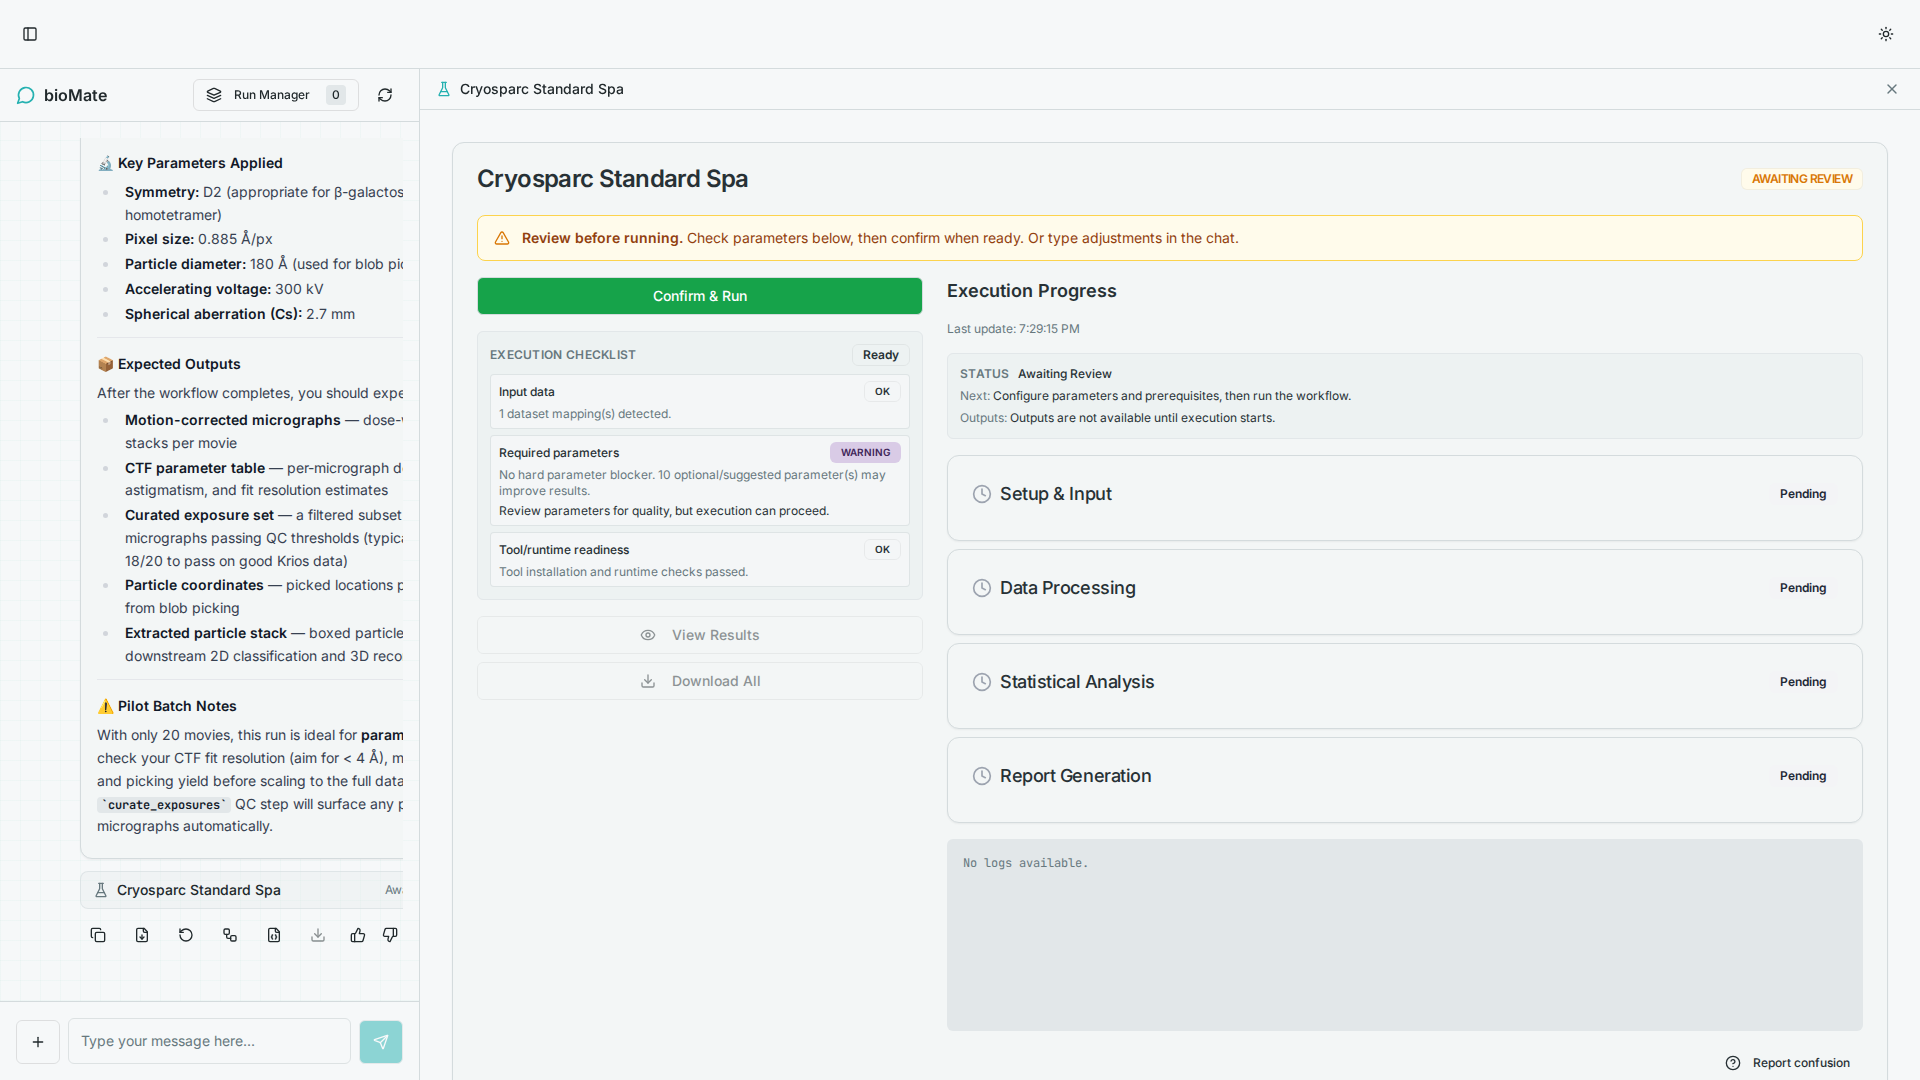 bioMate
Run Manager 0
Cryosparc Standard Spa
🔬 Key Parameters Applied
Symmetry: D2 (appropriate for β-galactos
homotetramer)
Pixel size: 0.885 Å/px
Particle diameter: 180 Å (used for blob pic
Accelerating voltage: 300 kV
Spherical aberration (Cs): 2.7 mm
📦 Expected Outputs
After the workflow completes, you should expe
Motion-corrected micrographs — dose-w
stacks per movie
CTF parameter table — per-micrograph d
astigmatism, and fit resolution estimates
Curated exposure set — a filtered subset
micrographs passing QC thresholds (typica
18/20 to pass on good Krios data)
Particle coordinates — picked locations p
from blob picking
Extracted particle stack — boxed particle
downstream 2D classification and 3D reco
⚠️ Pilot Batch Notes
With only 20 movies, this run is ideal for param
check your CTF fit resolution (aim for < 4 Å), m
and picking yield before scaling to the full data
`curate_exposures` QC step will surface any p
micrographs automatically.
Cryosparc Standard Spa Awa
Type your message here...
Cryosparc Standard Spa
AWAITING REVIEW
Review before running. Check parameters below, then confirm when ready. Or type adjustments in the chat.
Confirm & Run
EXECUTION CHECKLIST Ready
Input data OK
1 dataset mapping(s) detected.
Required parameters WARNING
No hard parameter blocker. 10 optional/suggested parameter(s) may
improve results.
Review parameters for quality, but execution can proceed.
Tool/runtime readiness OK
Tool installation and runtime checks passed.
View Results
Download All
Execution Progress
Last update: 7:29:15 PM
STATUS Awaiting Review
Next: Configure parameters and prerequisites, then run the workflow.
Outputs: Outputs are not available until execution starts.
Setup & Input Pending
Data Processing Pending
Statistical Analysis Pending
Report Generation Pending
No logs available.
Report confusion